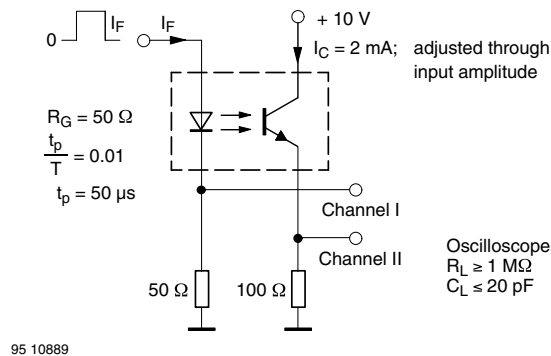 0
I_F
I_F
+ 10 V
I_C = 2 mA; adjusted through
input amplitude
R_G = 50 Ω
t_p
T
= 0.01
t_p = 50 µs
Channel I
Channel II
50 Ω
100 Ω
Oscilloscope
R_L ≥ 1 MΩ
C_L ≤ 20 pF
95 10889